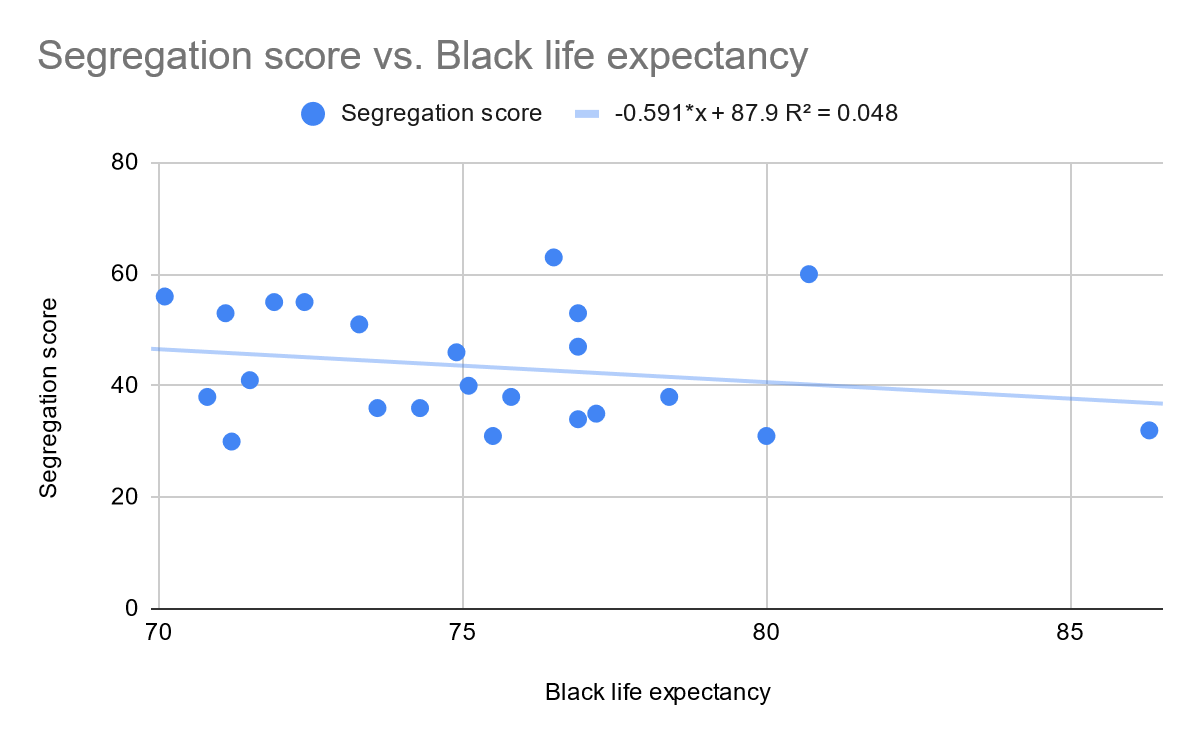 Segregation score vs. Black life expectancy
Segregation score
-0.591*x + 87.9 R² = 0.048
80
60
40
20
0
Segregation score
70
75
80
85
Black life expectancy